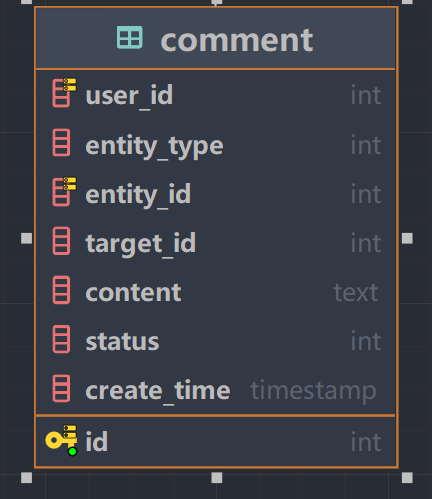 comment
user_id int
entity_type int
entity_id int
target_id int
content text
status int
create_time timestamp
id int